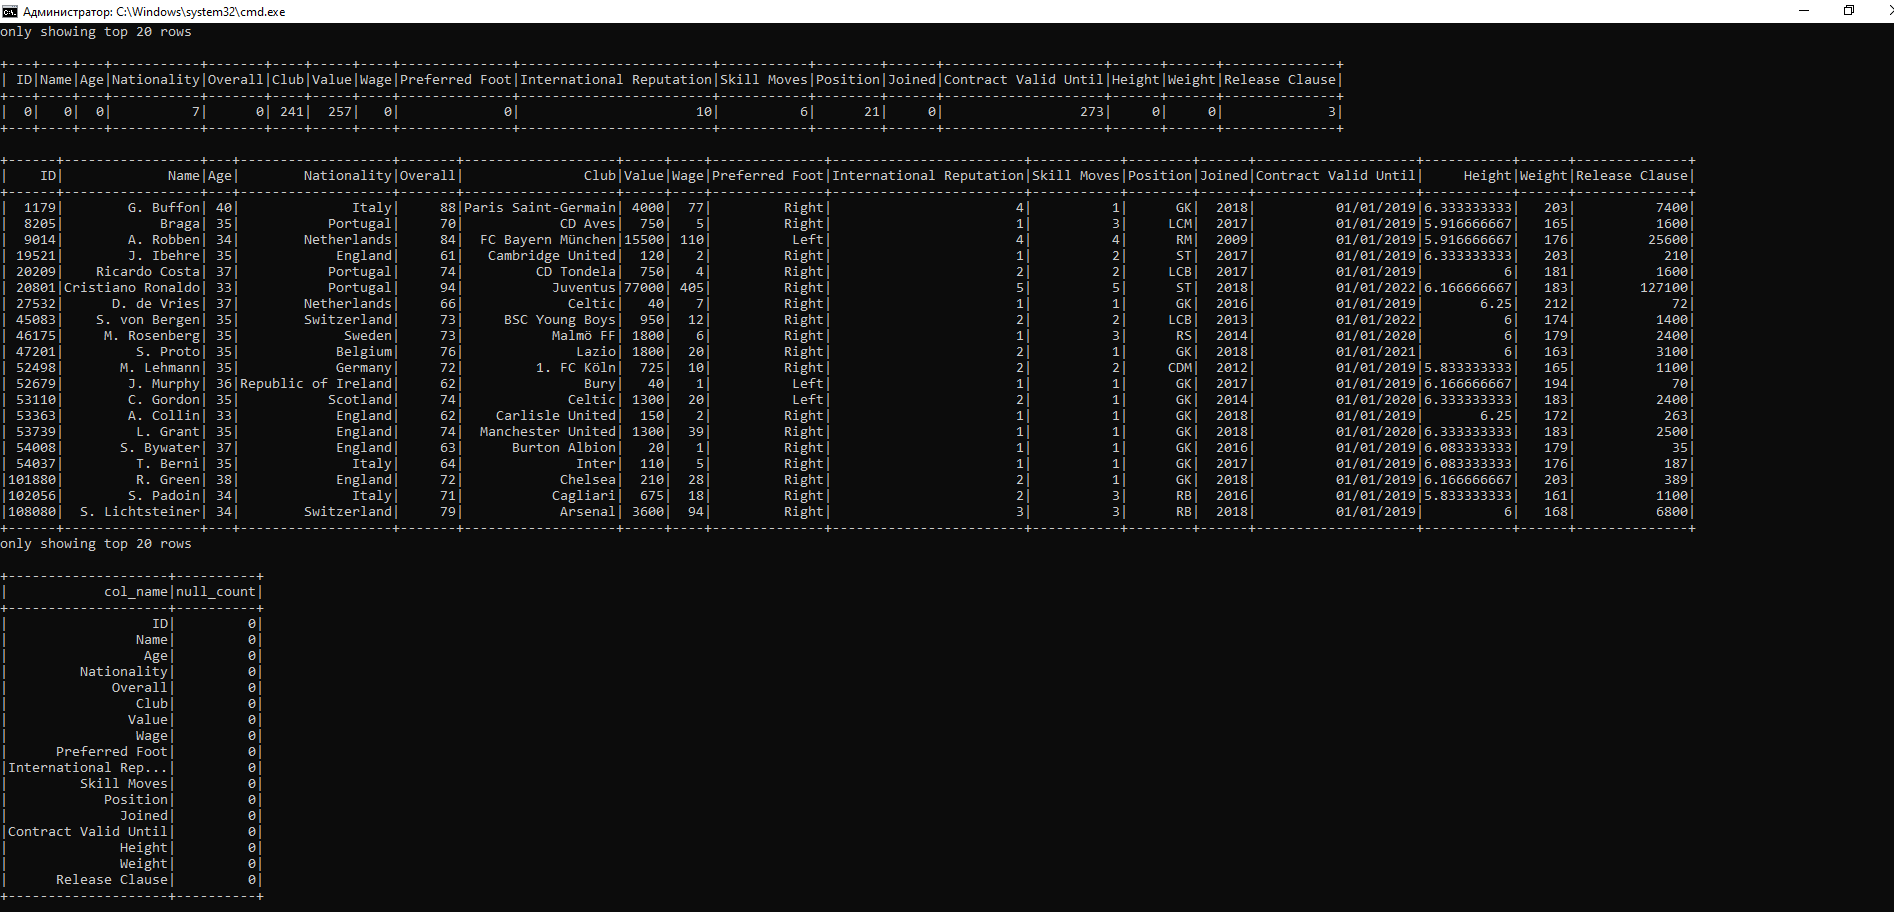 Администратор: C:\Windows\system32\cmd.exe
only showing top 20 rows
+---+----+---+-----------+-------+----+-----+----+--------------+------------------------+-----------+--------+------+--------------------+------+------+--------------+
| ID|Name|Age|Nationality|Overall|Club|Value|Wage|Preferred Foot|International Reputation|Skill Moves|Position|Joined|Contract Valid Until|Height|Weight|Release Clause|
+---+----+---+-----------+-------+----+-----+----+--------------+------------------------+-----------+--------+------+--------------------+------+------+--------------+
|  0|   0|  0|          7|      0| 241|  257|   0|             0|                      10|          6|      21|     0|                 273|     0|     0|             3|
+---+----+---+-----------+-------+----+-----+----+--------------+------------------------+-----------+--------+------+--------------------+------+------+--------------+
+------+-----------------+---+-------------------+-------+-------------------+-----+----+--------------+------------------------+-----------+--------+------+--------------------+-----------+------+--------------+
|    ID|             Name|Age|        Nationality|Overall|               Club|Value|Wage|Preferred Foot|International Reputation|Skill Moves|Position|Joined|Contract Valid Until|     Height|Weight|Release Clause|
+------+-----------------+---+-------------------+-------+-------------------+-----+----+--------------+------------------------+-----------+--------+------+--------------------+-----------+------+--------------+
|  1179|        G. Buffon| 40|              Italy|     88|Paris Saint-Germain| 4000|  77|         Right|                       4|          1|      GK|  2018|          01/01/2019|6.333333333|   203|          7400|
|  8205|            Braga| 35|           Portugal|     70|            CD Aves|  750|   5|         Right|                       1|          3|     LCM|  2017|          01/01/2019|5.916666667|   165|          1600|
|  9014|        A. Robben| 34|        Netherlands|     84|  FC Bayern München|15500| 110|          Left|                       4|          4|      RM|  2009|          01/01/2019|5.916666667|   176|         25600|
| 19521|        J. Ibehre| 35|            England|     61|   Cambridge United|  120|   2|         Right|                       1|          2|      ST|  2017|          01/01/2019|6.333333333|   203|           210|
| 20209|    Ricardo Costa| 37|           Portugal|     74|         CD Tondela|  750|   4|         Right|                       2|          2|     LCB|  2017|          01/01/2019|          6|   181|          1600|
| 20801|Cristiano Ronaldo| 33|           Portugal|     94|           Juventus|77000| 405|         Right|                       5|          5|      ST|  2018|          01/01/2022|6.166666667|   183|        127100|
| 27532|      D. de Vries| 37|        Netherlands|     66|             Celtic|   40|   7|         Right|                       1|          1|      GK|  2016|          01/01/2019|       6.25|   212|            72|
| 45083|    S. von Bergen| 35|        Switzerland|     73|     BSC Young Boys|  950|  12|         Right|                       2|          2|     LCB|  2013|          01/01/2022|          6|   174|          1400|
| 46175|     M. Rosenberg| 35|             Sweden|     73|           Malmö FF| 1800|   6|         Right|                       1|          3|      RS|  2014|          01/01/2020|          6|   179|          2400|
| 47201|         S. Proto| 35|            Belgium|     76|              Lazio| 1800|  20|         Right|                       2|          1|      GK|  2018|          01/01/2021|          6|   163|          3100|
| 52498|       M. Lehmann| 35|            Germany|     72|         1. FC Köln|  725|  10|         Right|                       2|          2|     CDM|  2012|          01/01/2019|5.833333333|   165|          1100|
| 52679|        J. Murphy| 36|Republic of Ireland|     62|               Bury|   40|   1|          Left|                       1|          1|      GK|  2017|          01/01/2019|6.166666667|   194|            70|
| 53110|        C. Gordon| 35|           Scotland|     74|             Celtic| 1300|  20|          Left|                       2|          1|      GK|  2014|          01/01/2020|6.333333333|   183|          2400|
| 53363|        A. Collin| 33|            England|     62|    Carlisle United|  150|   2|         Right|                       1|          1|      GK|  2018|          01/01/2019|       6.25|   172|           263|
| 53739|         L. Grant| 35|            England|     74|  Manchester United| 1300|  39|         Right|                       1|          1|      GK|  2018|          01/01/2020|6.333333333|   183|          2500|
| 54008|       S. Bywater| 37|            England|     63|      Burton Albion|   20|   1|         Right|                       1|          1|      GK|  2016|          01/01/2019|6.083333333|   179|            35|
| 54037|         T. Berni| 35|              Italy|     64|              Inter|  110|   5|         Right|                       1|          1|      GK|  2017|          01/01/2019|6.083333333|   176|           187|
|101880|         R. Green| 38|            England|     72|            Chelsea|  210|  28|         Right|                       2|          1|      GK|  2018|          01/01/2019|6.166666667|   203|           389|
|102056|        S. Padoin| 34|              Italy|     71|           Cagliari|  675|  18|         Right|                       2|          3|      RB|  2016|          01/01/2019|5.833333333|   161|          1100|
|108080|  S. Lichtsteiner| 34|        Switzerland|     79|            Arsenal| 3600|  94|         Right|                       3|          3|      RB|  2018|          01/01/2019|          6|   168|          6800|
+------+-----------------+---+-------------------+-------+-------------------+-----+----+--------------+------------------------+-----------+--------+------+--------------------+-----------+------+--------------+
only showing top 20 rows
+--------------------+----------+
|            col_name|null_count|
+--------------------+----------+
|                  ID|         0|
|                Name|         0|
|                 Age|         0|
|         Nationality|         0|
|             Overall|         0|
|                Club|         0|
|               Value|         0|
|                Wage|         0|
|      Preferred Foot|         0|
|International Rep...|         0|
|         Skill Moves|         0|
|            Position|         0|
|              Joined|         0|
|Contract Valid Until|         0|
|              Height|         0|
|              Weight|         0|
|      Release Clause|         0|
+--------------------+----------+